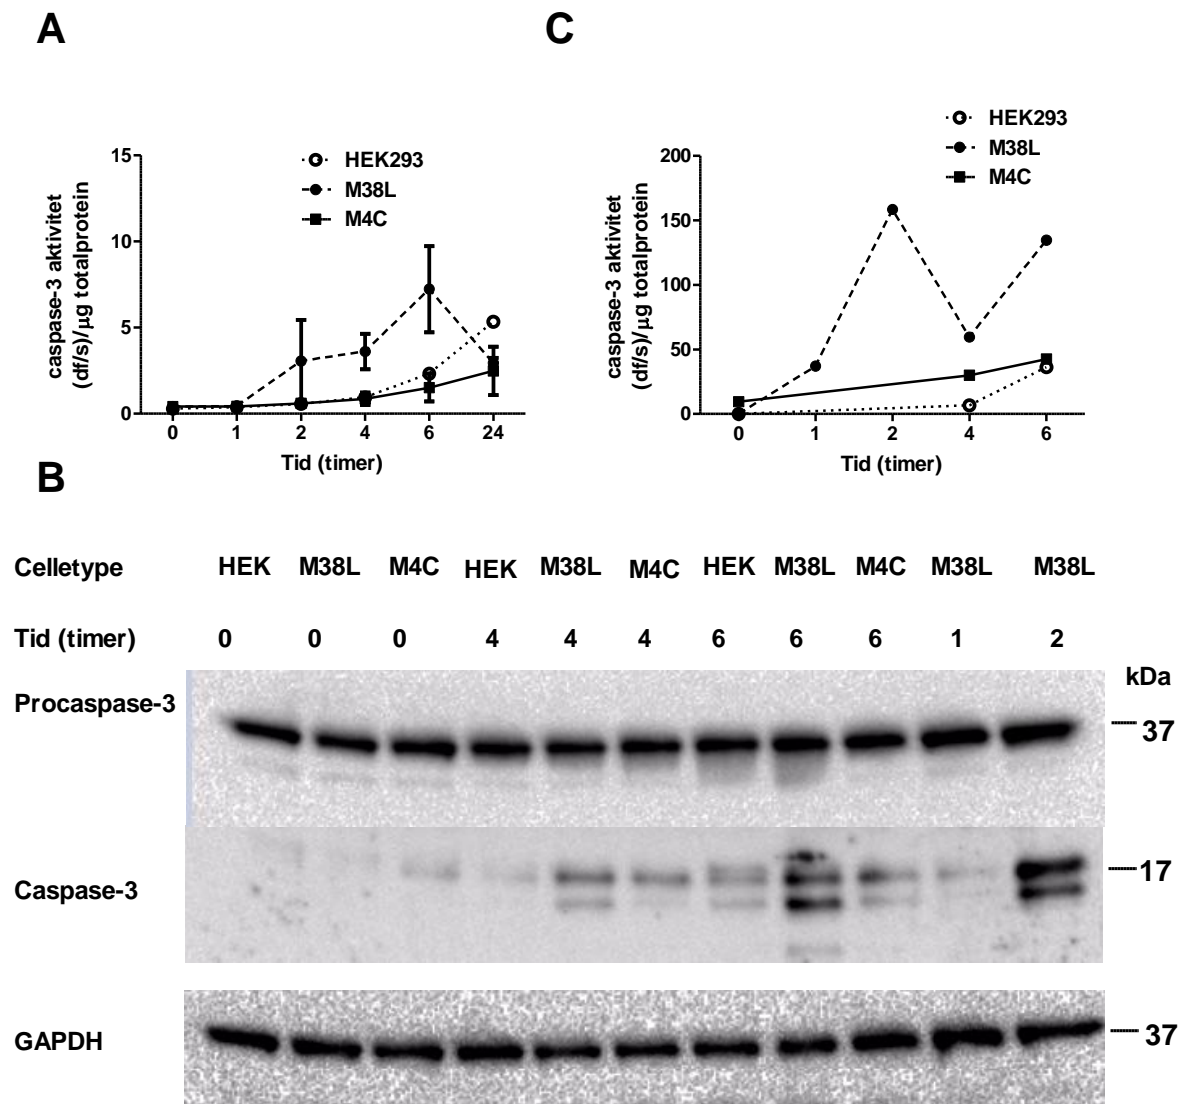 A
15
10
5
0
caspase-3 aktivitet
(df/s)/µg totalprotein
HEK293
M38L
M4C
0 1 2 4 6 24
Tid (timer)
C
200
150
100
50
0
caspase-3 aktivitet
(df/s)/µg totalprotein
HEK293
M38L
M4C
0 1 2 4 6
Tid (timer)
B
Celletype HEK M38L M4C HEK M38L M4C HEK M38L M4C M38L M38L
Tid (timer) 0 0 0 4 4 4 6 6 6 1 2
kDa
Procaspase-3
37
17
Caspase-3
GAPDH 37